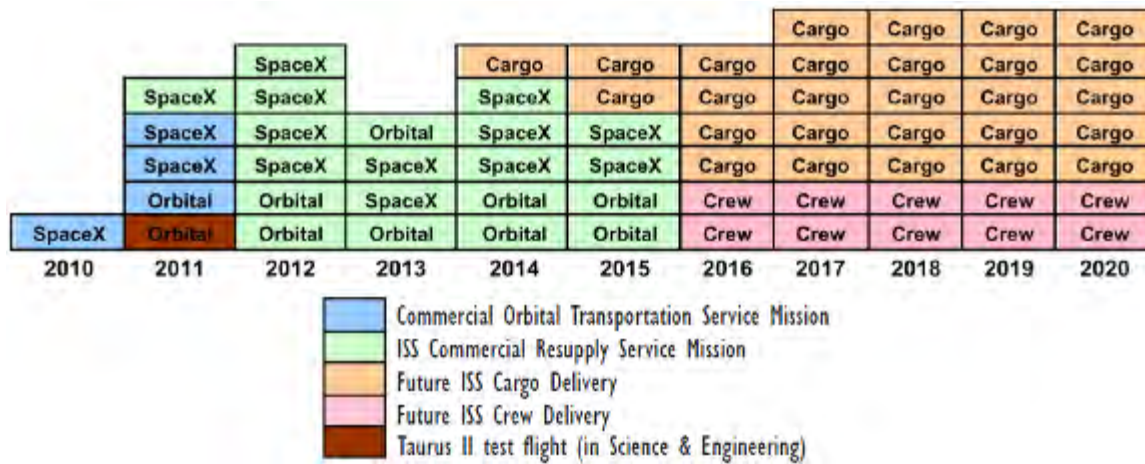 Cargo Cargo Cargo Cargo
SpaceX Cargo Cargo Cargo Cargo Cargo Cargo Cargo
SpaceX SpaceX SpaceX Cargo Cargo Cargo Cargo Cargo Cargo
SpaceX SpaceX Orbital SpaceX SpaceX Cargo Cargo Cargo Cargo Cargo
SpaceX SpaceX SpaceX SpaceX SpaceX Cargo Cargo Cargo Cargo Cargo
Orbital Orbital SpaceX Orbital Orbital Crew Crew Crew Crew Crew
SpaceX Orbital Orbital Orbital Orbital Orbital Crew Crew Crew Crew Crew
2010 2011 2012 2013 2014 2015 2016 2017 2018 2019 2020
Commercial Orbital Transportation Service Mission
ISS Commercial Resupply Service Mission
Future ISS Cargo Delivery
Future ISS Crew Delivery
Taurus II test flight (in Science & Engineering)